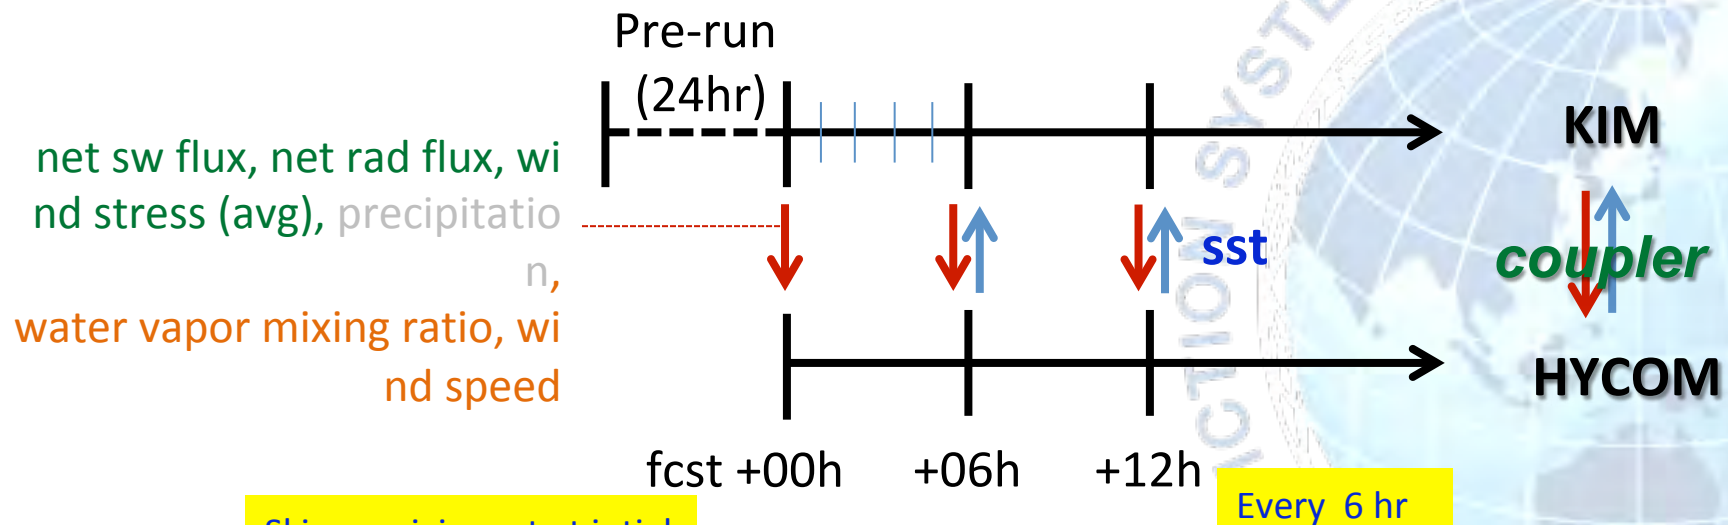 Pre-run
(24hr)
KIM
net sw flux, net rad flux, wi
nd stress (avg), precipitatio
n,
water vapor mixing ratio, wi
nd speed
sst
coupler
HYCOM
fcst +00h +06h +12h
Every 6 hr